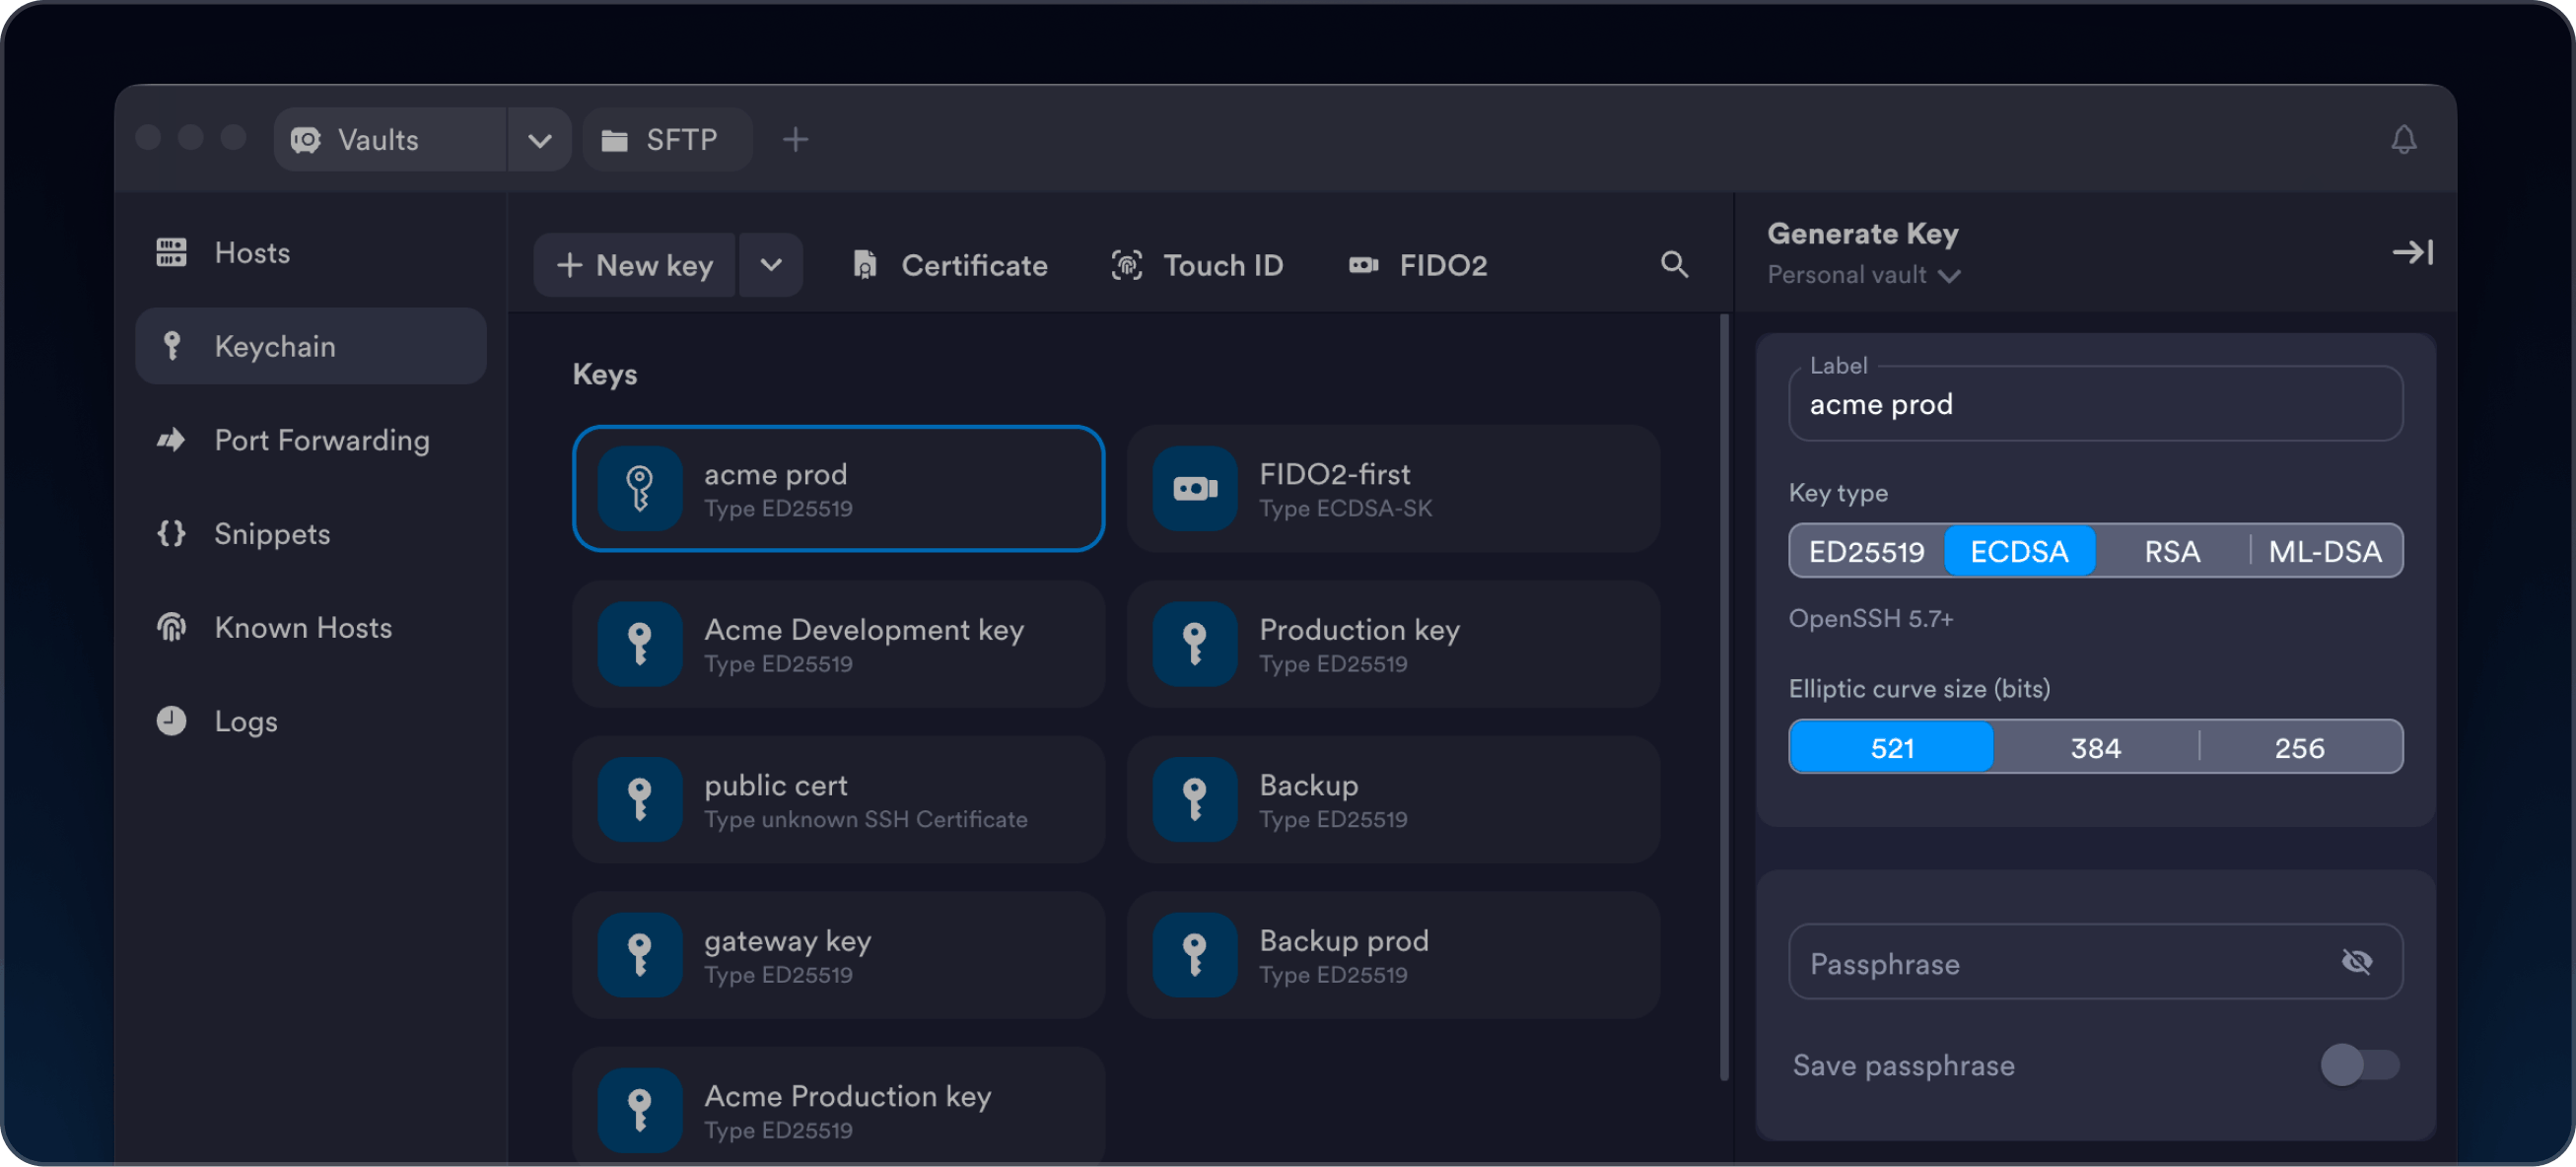 Vaults
SFTP
Hosts
Keychain
Port Forwarding
Snippets
Known Hosts
Logs
New key
Certificate
Touch ID
FIDO2
Keys
acme prod
Type ED25519
FIDO2-first
Type ECDSA-SK
Acme Development key
Type ED25519
Production key
Type ED25519
public cert
Type unknown SSH Certificate
Backup
Type ED25519
gateway key
Type ED25519
Backup prod
Type ED25519
Acme Production key
Type ED25519
Generate Key
Personal vault
Label
acme prod
Key type
ED25519 ECDSA RSA ML-DSA
OpenSSH 5.7+
Elliptic curve size (bits)
521 384 256
Passphrase
Save passphrase